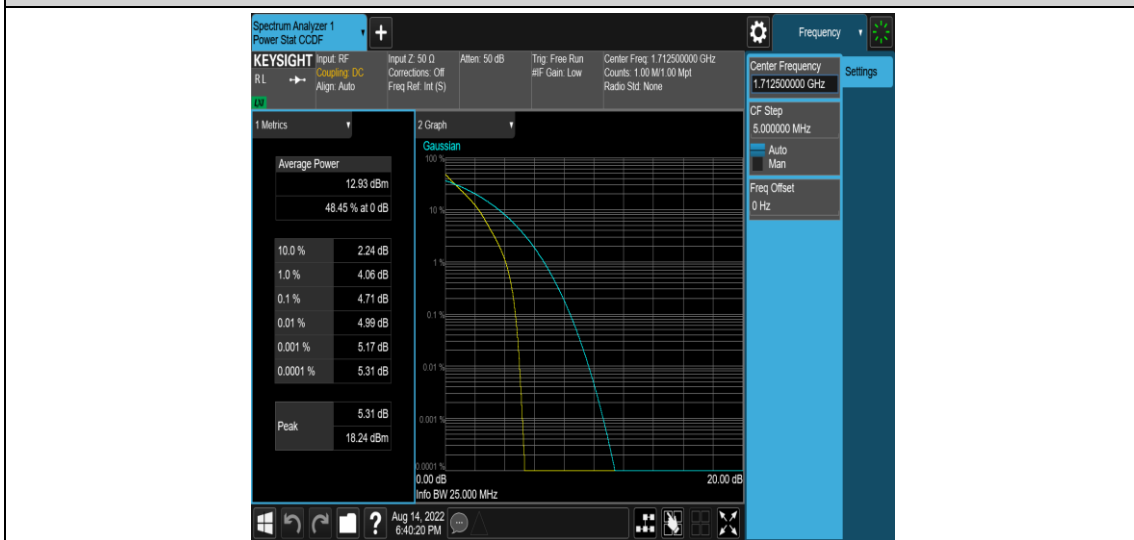 Spectrum Analyzer 1
Power Stat CCDF
+
Frequency
KEYSIGHT
RL
Input: RF
Coupling: DC
Align: Auto
Input Z: 50 Ω
Corrections: Off
Freq Ref: Int (S)
Atten: 50 dB
Trig: Free Run
#IF Gain: Low
Center Freq: 1.712500000 GHz
Counts: 1.00 M/1.00 Mpt
Radio Std: None
Center Frequency
1.712500000 GHz
Settings
CF Step
5.000000 MHz
Auto
Man
Freq Offset
0 Hz
1 Metrics
Average Power
12.93 dBm
48.45 % at 0 dB
10.0 % 2.24 dB
1.0 % 4.06 dB
0.1 % 4.71 dB
0.01 % 4.99 dB
0.001 % 5.17 dB
0.0001 % 5.31 dB
Peak
5.31 dB
18.24 dBm
2 Graph
Gaussian
100 %
10 %
1 %
0.1 %
0.01 %
0.001 %
0.0001 %
0.00 dB 20.00 dB
Info BW 25.000 MHz
?
Aug 14, 2022
6:40:20 PM